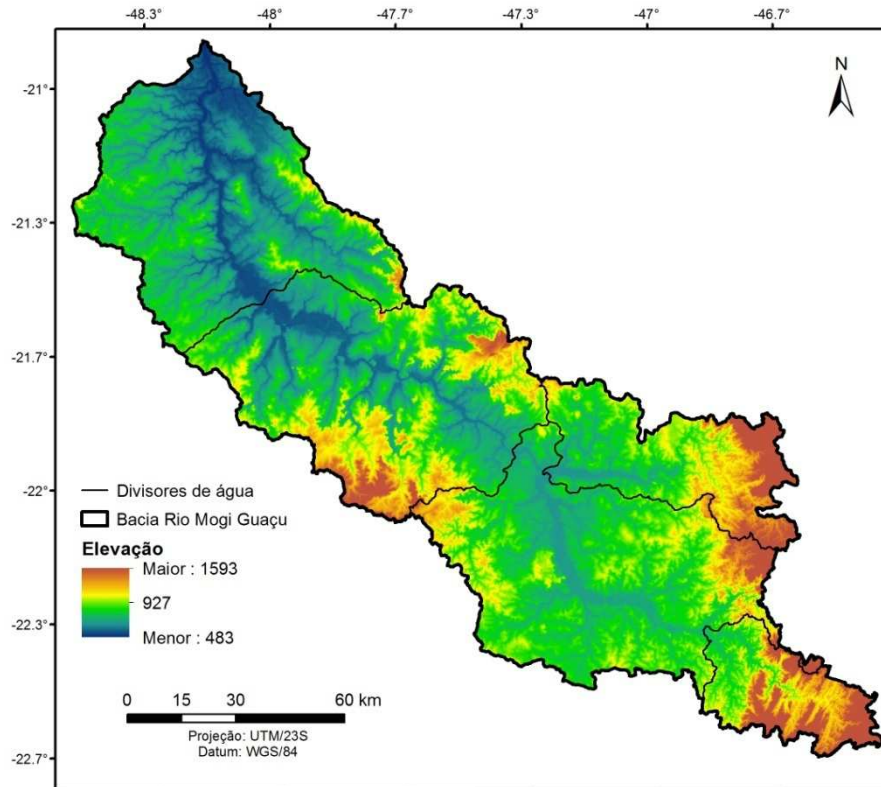 -48.3° -48° -47.7° -47.3° -47° -46.7°
N
-21°
-21.3°
-21.7°
-22°
-22.3°
-22.7°
Divisores de água
Bacia Rio Mogi Guaçu
Elevação
Maior : 1593
927
Menor : 483
0 15 30 60 km
Projeção: UTM/23S
Datum: WGS/84